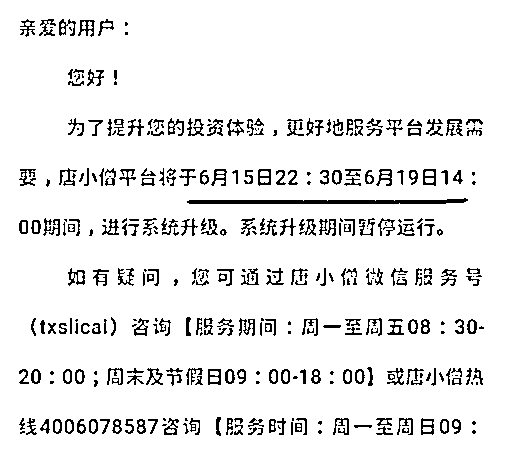 亲爱的用户：
您好！
为了提升您的投资体验，更好地服务平台发展需
要，唐小僧平台将于6月15日22：30至6月19日14：
00期间，进行系统升级。系统升级期间暂停运行。
如有疑问，您可通过唐小僧微信服务号
（txslicai）咨询【服务期间：周一至周五08：30-
20：00；周末及节假日09：00-18：00】或唐小僧热
线4006078587咨询【服务时间：周一至周日09：